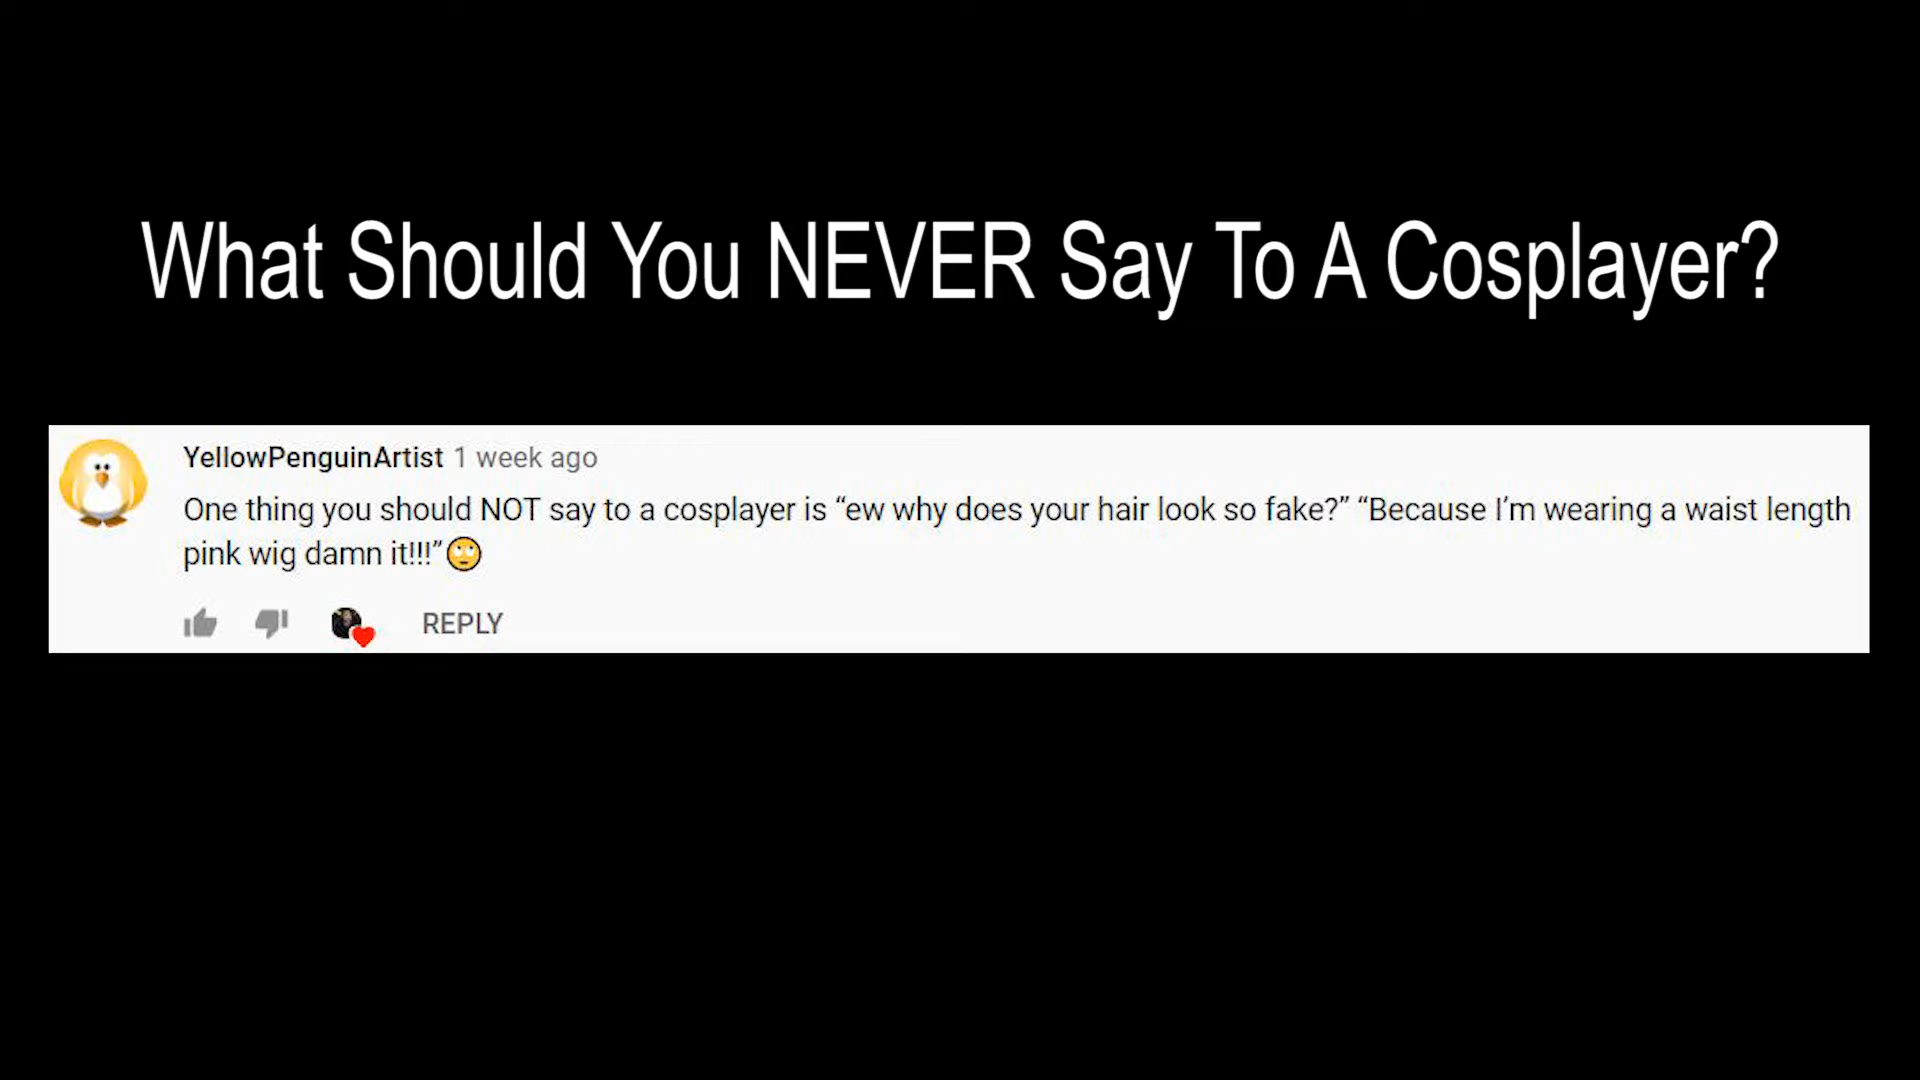 What Should You NEVER Say To A Cosplayer?
YellowPenguinArtist 1 week ago
One thing you should NOT say to a cosplayer is “ew why does your hair look so fake?” “Because I’m wearing a waist length
pink wig damn it!!!”🙄
REPLY